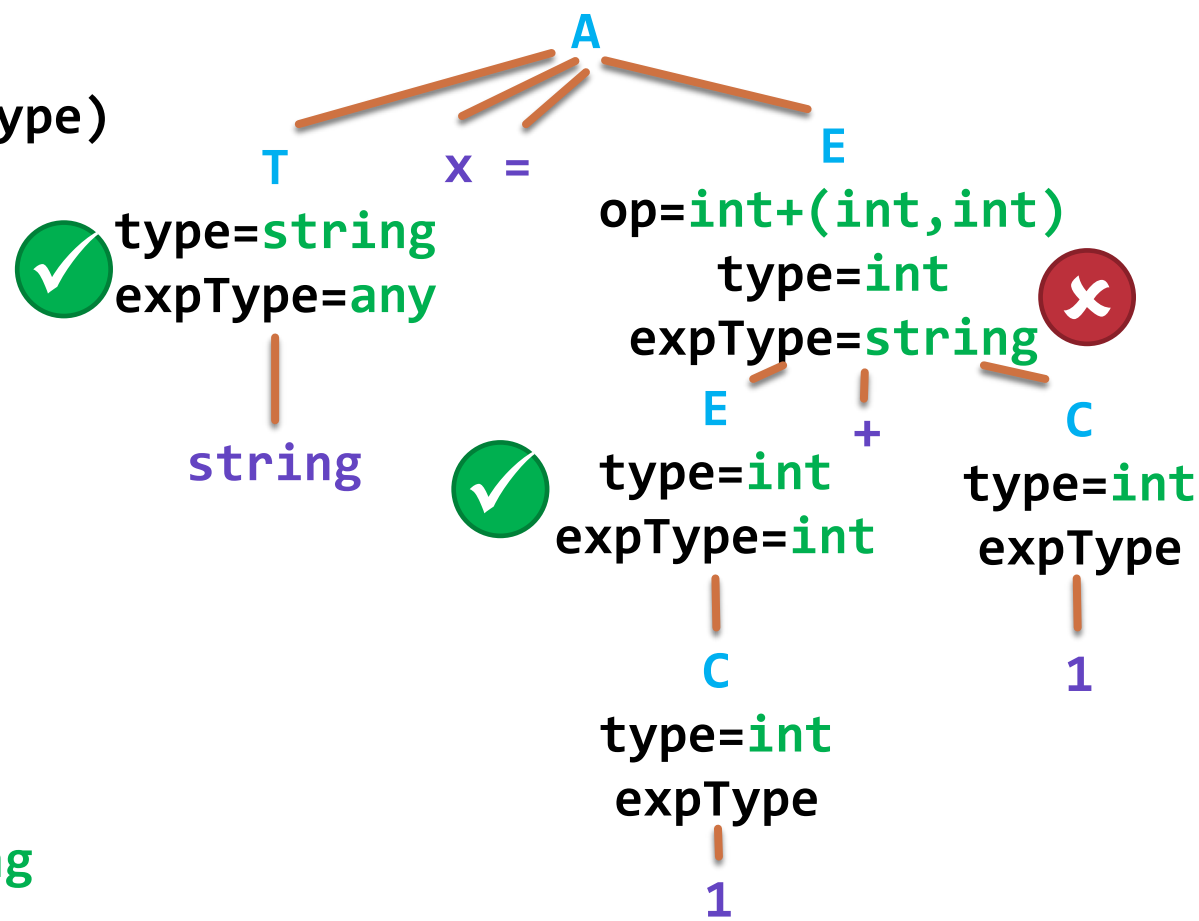 A
ype)
T
x =
E
type=string
expType=any
op=int+(int,int)
type=int
expType=string
string
E
type=int
expType=int
+
C
type=int
expType
C
type=int
expType
1
1
g